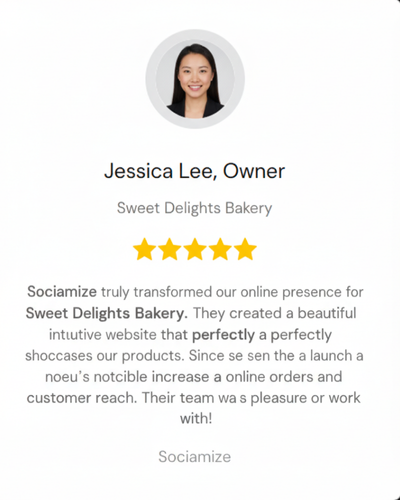 Jessica Lee, Owner
Sweet Delights Bakery
Sociamize truly transformed our online presence for
Sweet Delights Bakery. They created a beautiful
intuutive website that perfectly a perfectly
shoccases our products. Since se sen the a launch a
noeu's notcible increase a online orders and
customer reach. Their team wa s pleasure or work
with!
Sociamize